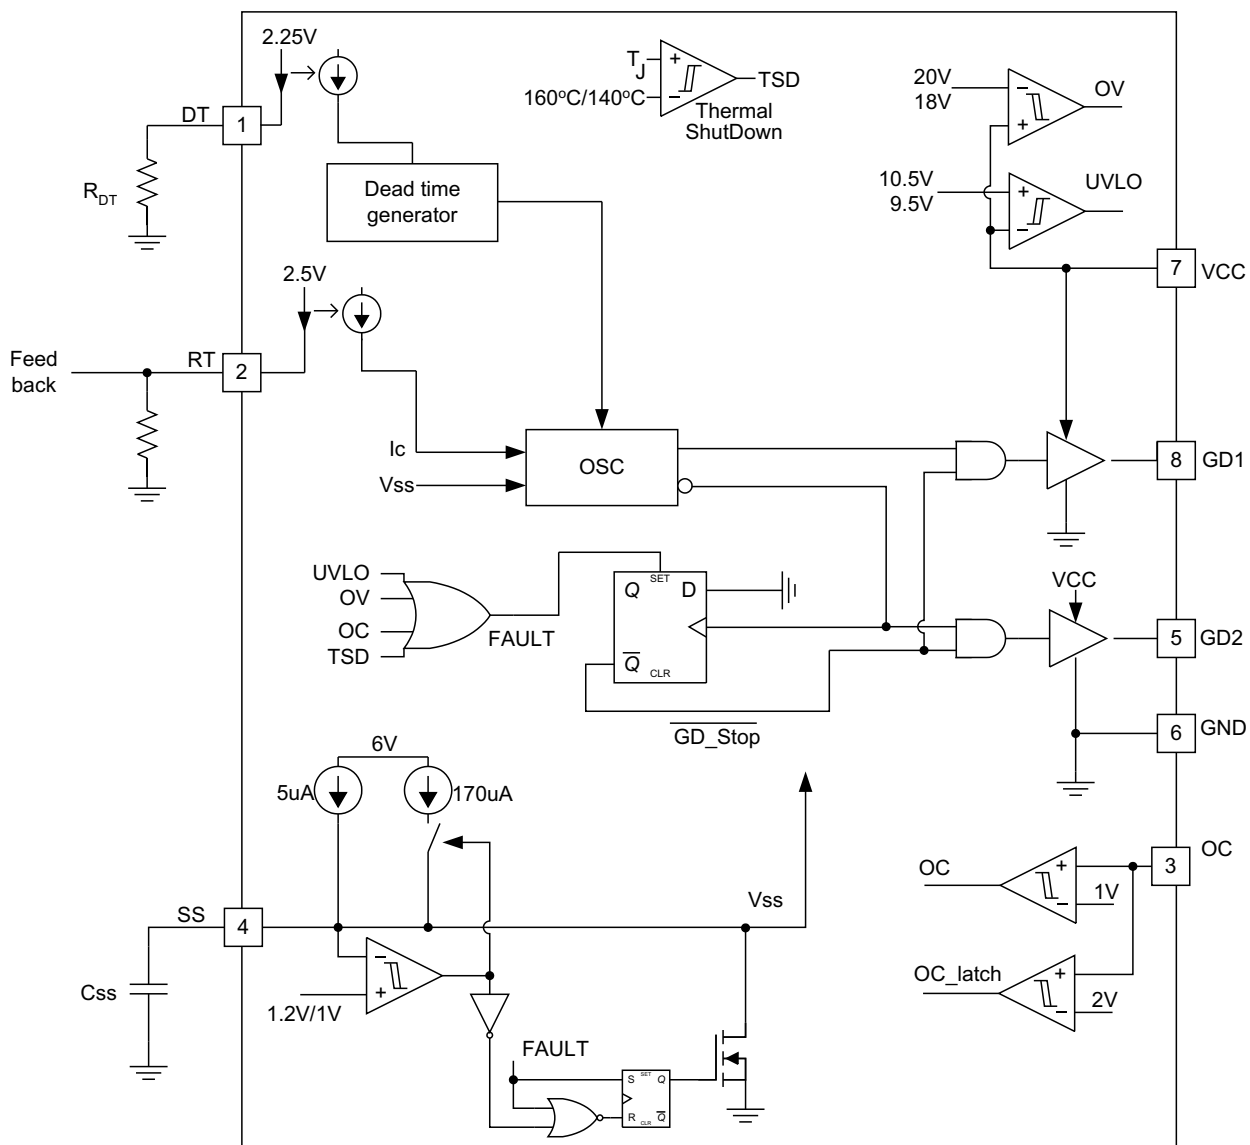 2.25V
DT
1
R_DT
Dead time
generator
T_J
+
−
160ºC/140ºC
TSD
Thermal
ShutDown
20V
18V
−
+
OV
10.5V
9.5V
+
−
UVLO
7
VCC
2.5V
Feed
back
RT
2
Ic
Vss
OSC
8
GD1
UVLO
OV
OC
TSD
FAULT
SET
Q
D
Q
CLR
GD_Stop
VCC
5
GD2
6
GND
6V
5uA
170uA
OC
3
OC
+
−
1V
Vss
SS
4
−
+
1.2V/1V
Css
OC_latch
+
−
2V
FAULT
S
SET
Q
R
CLR
Q